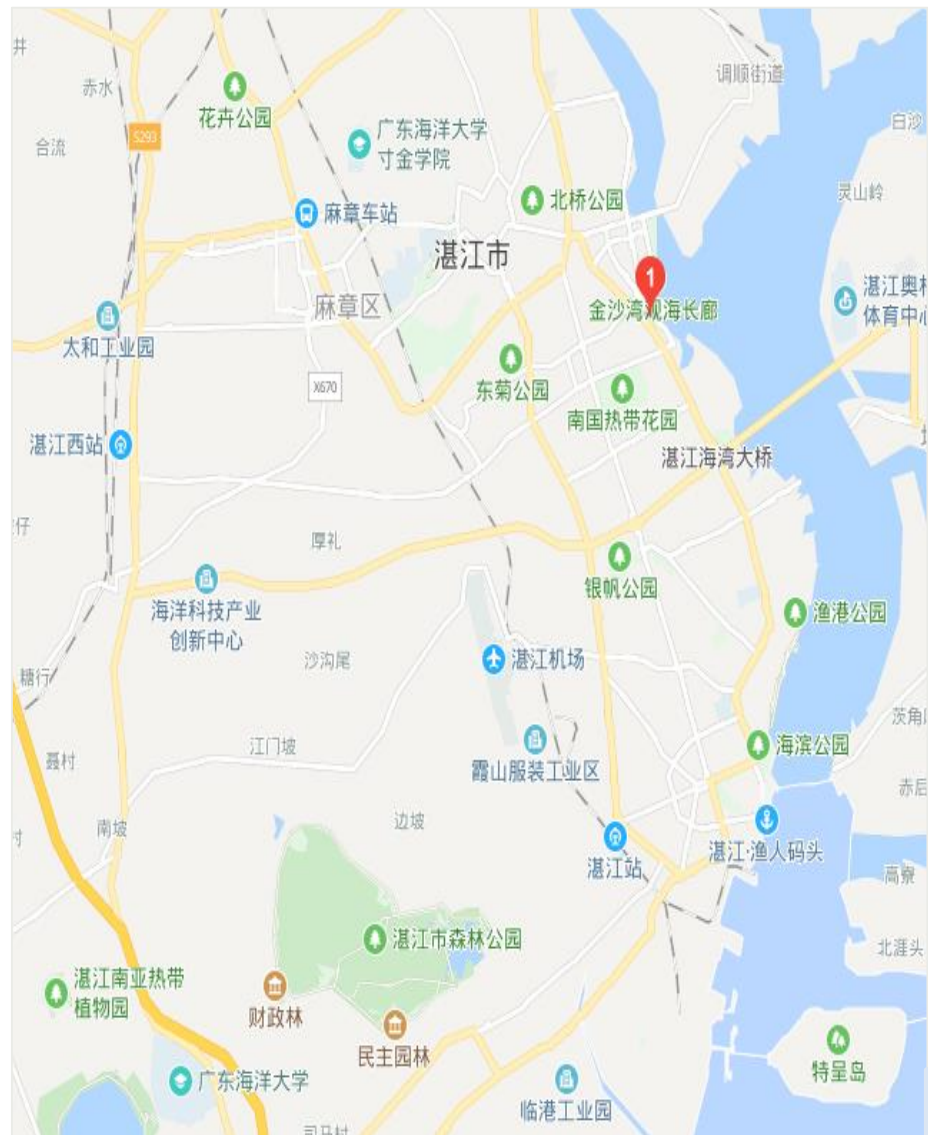 井
调顺街道
赤水
花卉公园
S293
广东海洋大学
寸金学院
白沙
合流
灵山岭
北桥公园
麻章车站
湛江市
1
麻章区
金沙湾观海长廊
湛江奥
体育中心
太和工业园
东菊公园
X670
南国热带花园
湛江西站
湛江海湾大桥
仔
厚礼
银帆公园
海洋科技产业
创新中心
渔港公园
沙沟尾
湛江机场
糖行
茨角
江门坡
海滨公园
聂村
霞山服装工业区
赤后
边坡
南坡
村
湛江·渔人码头
湛江站
高寮
湛江市森林公园
北涯头
湛江南亚热带
植物园
财政林
民主园林
特呈岛
广东海洋大学
临港工业园
司马村